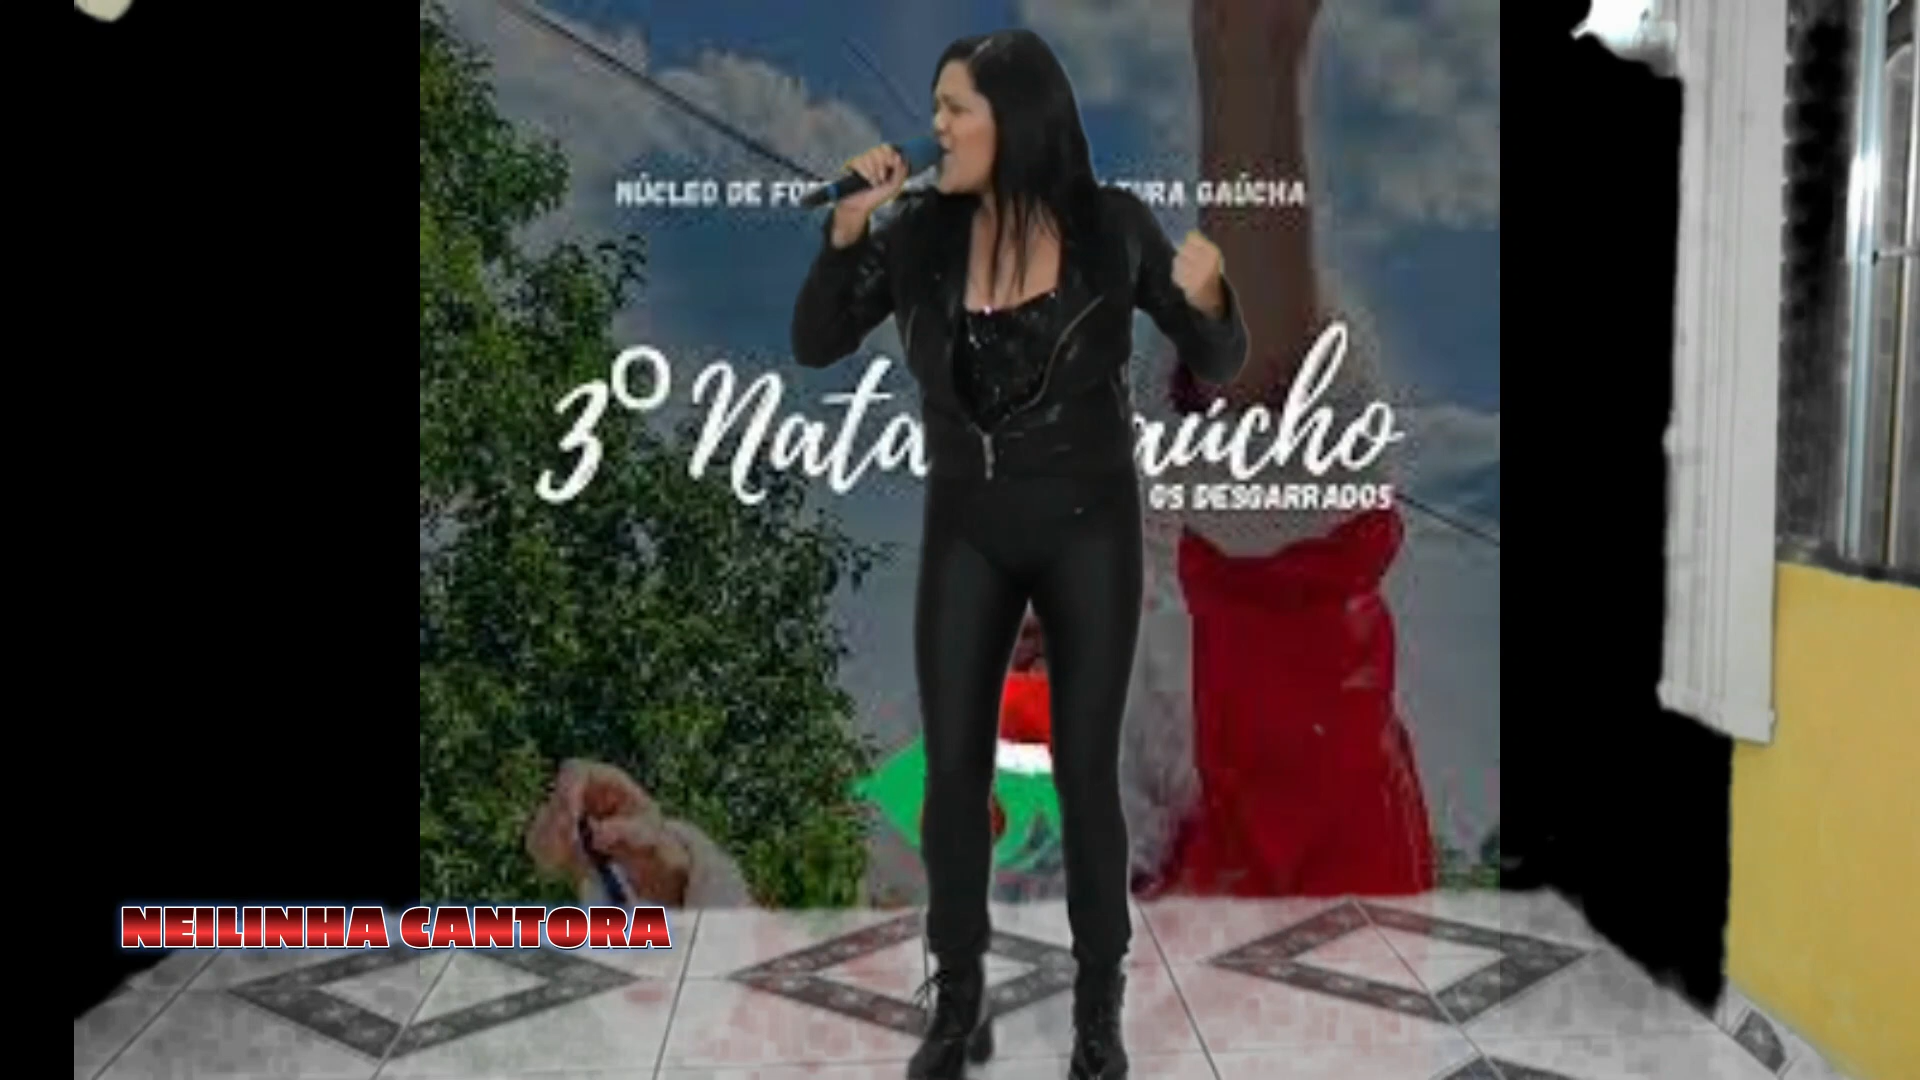 NÚCLEO DE FO TURA GAÚCHA
3º Nata aúcho
OS DESGARRADOS
NEILINHA CANTORA